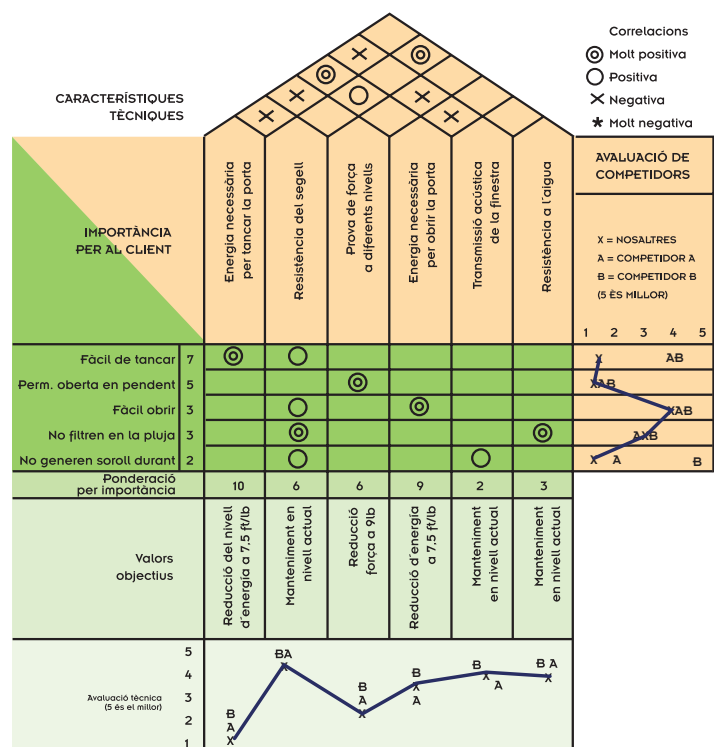 Correlacions
Molt positiva
Positiva
Negativa
Molt negativa
CARACTERÍSTIQUES
TÈCNIQUES
IMPORTÀNCIA
PER AL CLIENT
Energia necessària
per tancar la porta
Resistència del segell
Prova de força
a diferents nivells
Energia necessària
per obrir la porta
Transmissió acústica
de la finestra
Resistència a l'aigua
AVALUACIÓ DE
COMPETIDORS
X = NOSALTRES
A = COMPETIDOR A
B = COMPETIDOR B
(5 ÈS MILLOR)
1 2 3 4 5
Fàcil de tancar 7 X AB
Perm. oberta en pendent 5 XAB
Fàcil obrir 3 XAB
No filtren en la pluja 3 AXB
No generen soroll durant 2 X A B
Ponderació
per importància
10 6 6 9 2 3
Valors
objectius
Reducció del nivell
d'energia a 7,5 ft/lb
Manteniment en
nivell actual
Reducció
força a 9lb
Reducció d'energia
a 7,5 ft/lb
Manteniment
en nivell actual
Manteniment
en nivell actual
Avaluació tècnica
(5 és el millor)
5
4
3
2
1
B
A
X
BA
X
B
A
X
B
X
A
B
X
A
B A
X